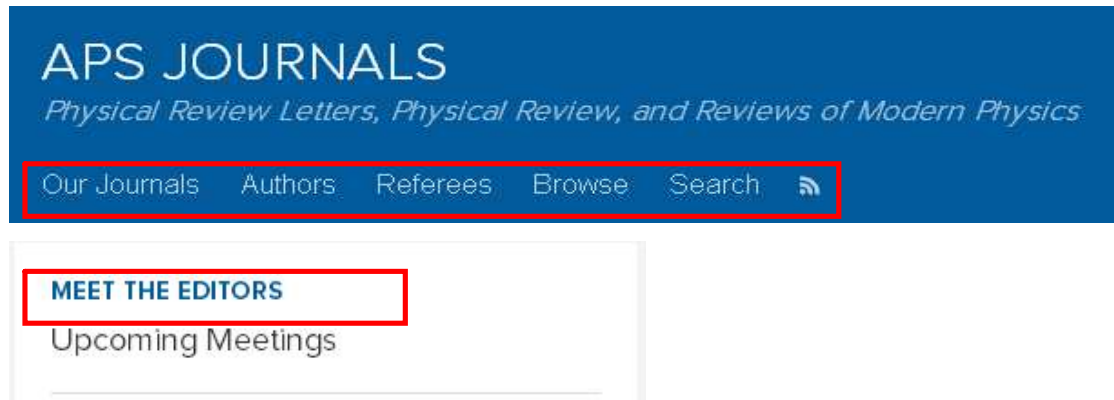 APS JOURNALS
Physical Review Letters, Physical Review, and Reviews of Modern Physics
Our Journals Authors Referees Browse Search
MEET THE EDITORS
Upcoming Meetings